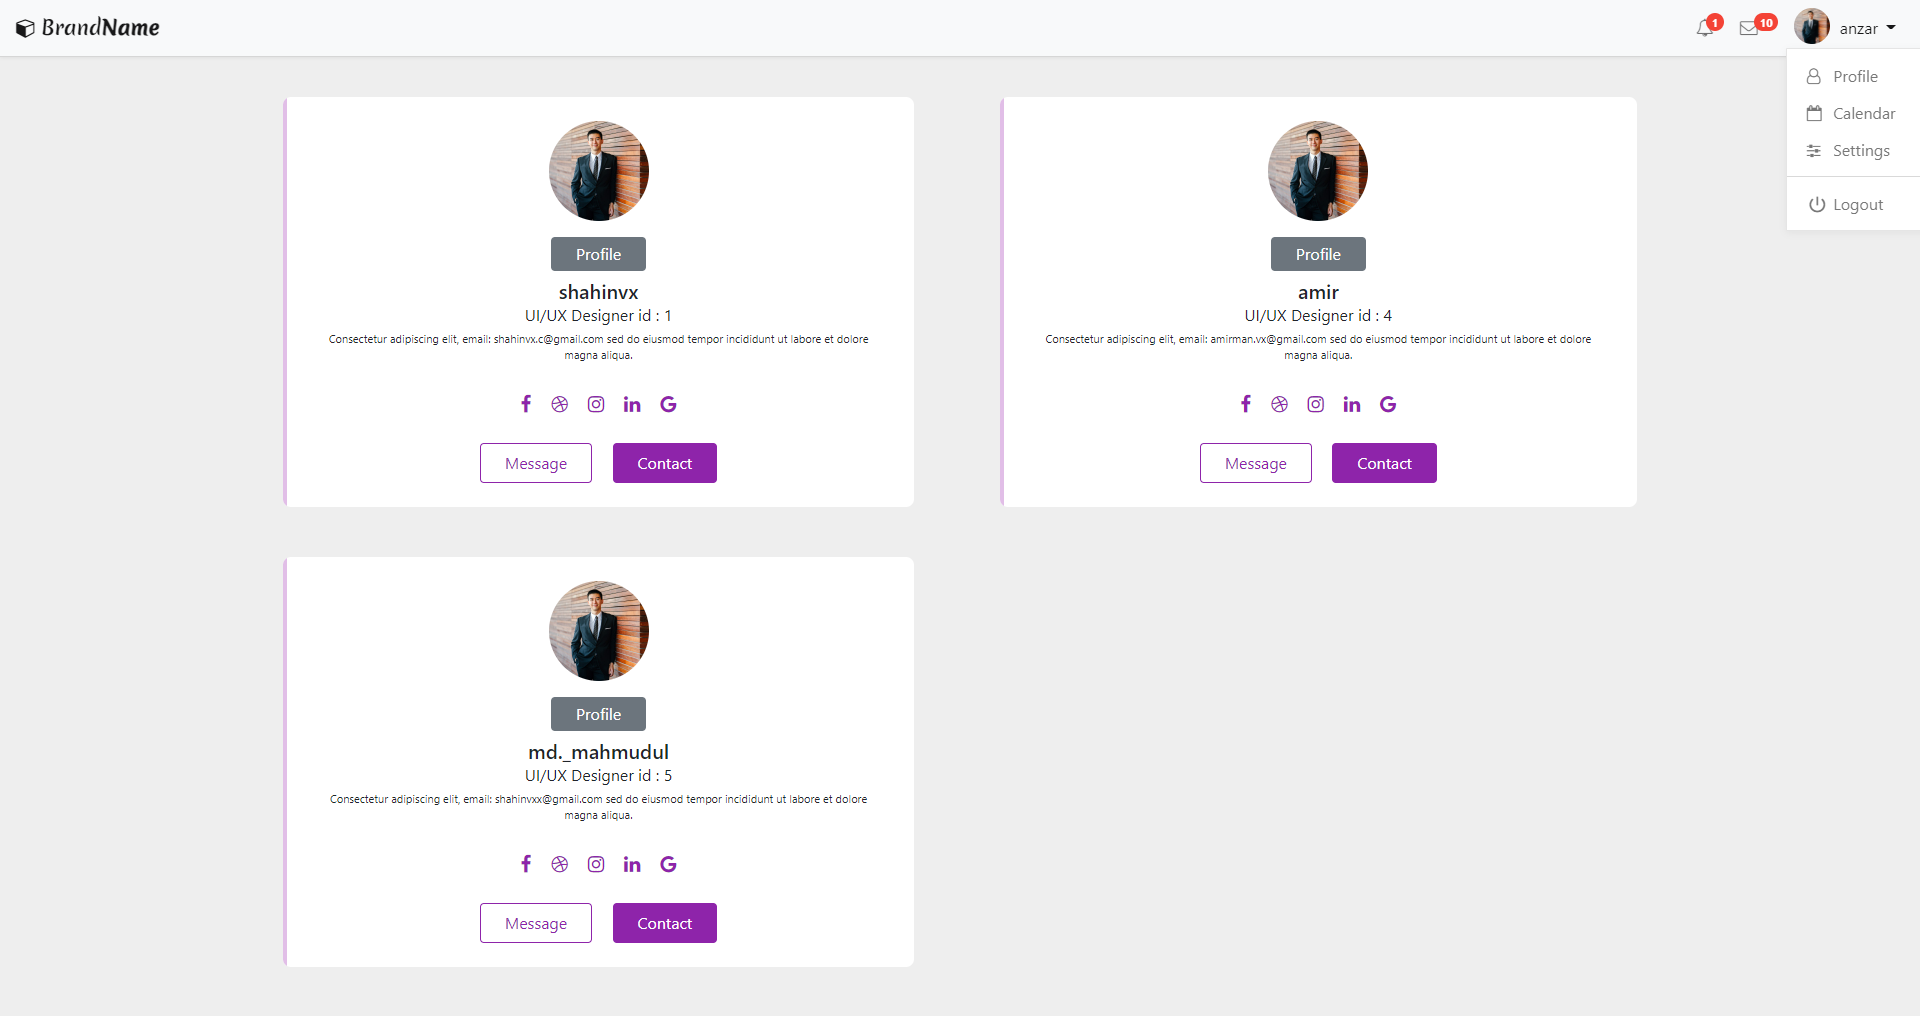 BrandName
1
10
anzar
Profile
Calendar
Settings
Logout
Profile
shahinvx
UI/UX Designer id : 1
Consectetur adipiscing elit, email: shahinvx.c@gmail.com sed do eiusmod tempor incididunt ut labore et dolore
magna aliqua.
Message
Contact
Profile
amir
UI/UX Designer id : 4
Consectetur adipiscing elit, email: amirman.vx@gmail.com sed do eiusmod tempor incididunt ut labore et dolore
magna aliqua.
Message
Contact
Profile
md._mahmudul
UI/UX Designer id : 5
Consectetur adipiscing elit, email: shahinvxx@gmail.com sed do eiusmod tempor incididunt ut labore et dolore
magna aliqua.
Message
Contact